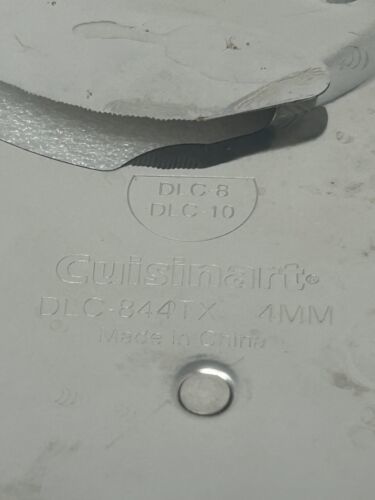 DLC-8
DLC-10
Cuisinart®
DLC-844TX 4MM
Made in China